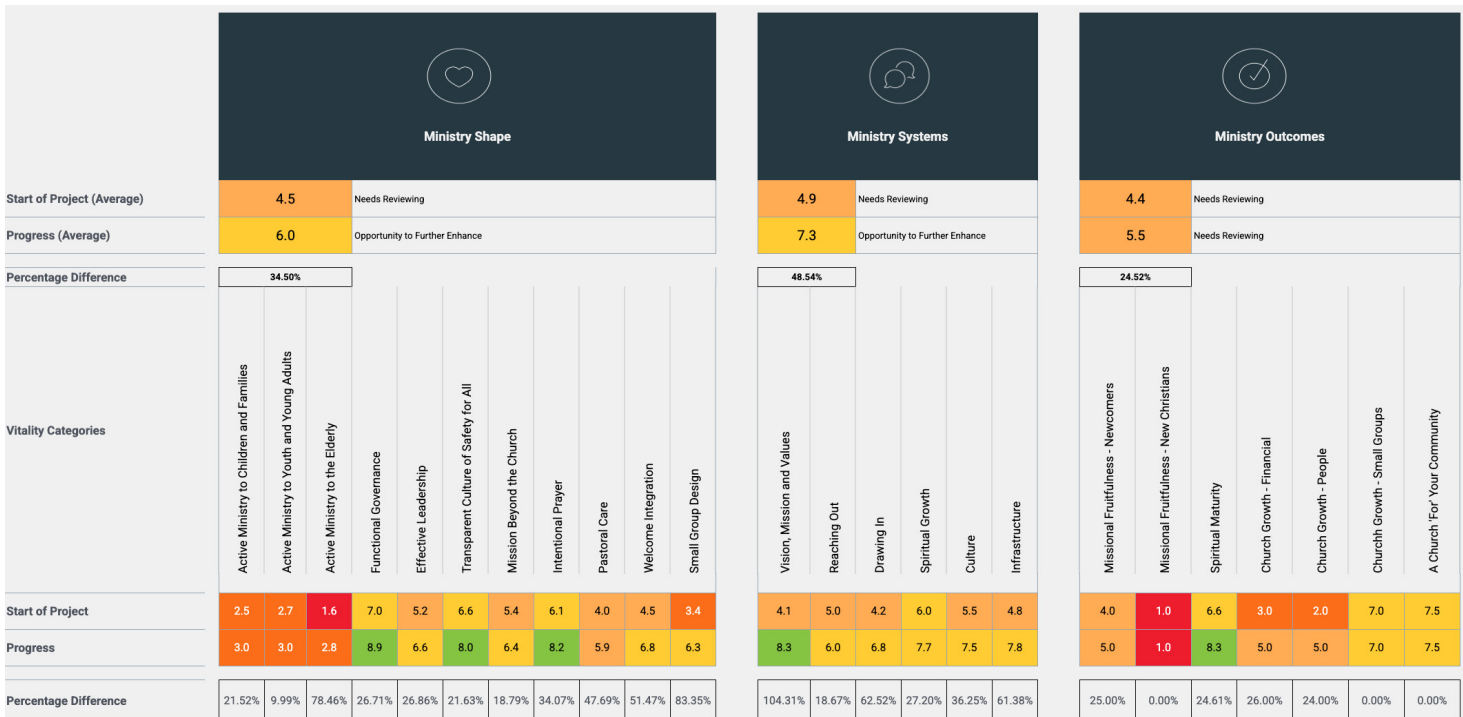 Ministry Shape
Ministry Systems
Ministry Outcomes
Start of Project (Average)
4.5
Needs Reviewing
4.9
Needs Reviewing
4.4
Needs Reviewing
Progress (Average)
6.0
Opportunity to Further Enhance
7.3
Opportunity to Further Enhance
5.5
Needs Reviewing
Percentage Difference
34.50%
48.54%
24.52%
Vitality Categories
Active Ministry to Children and Families
Active Ministry to Youth and Young Adults
Active Ministry to the Elderly
Functional Governance
Effective Leadership
Transparent Culture of Safety for All
Mission Beyond the Church
Intentional Prayer
Pastoral Care
Welcome Integration
Small Group Design
Vision, Mission and Values
Reaching Out
Drawing In
Spiritual Growth
Culture
Infrastructure
Missional Fruitfulness - Newcomers
Missional Fruitfulness - New Christians
Spiritual Maturity
Church Growth - Financial
Church Growth - People
Churchh Growth - Small Groups
A Church 'For' Your Community
Start of Project
2.5 2.7 1.6 7.0 5.2 6.6 5.4 6.1 4.0 4.5 3.4
4.1 5.0 4.2 6.0 5.5 4.8
4.0 1.0 6.6 3.0 2.0 7.0 7.5
Progress
3.0 3.0 2.8 8.9 6.6 8.0 6.4 8.2 5.9 6.8 6.3
8.3 6.0 6.8 7.7 7.5 7.8
5.0 1.0 8.3 5.0 5.0 7.0 7.5
Percentage Difference
21.52% 9.99% 78.46% 26.71% 26.86% 21.63% 18.79% 34.07% 47.69% 51.47% 83.35%
104.31% 18.67% 62.52% 27.20% 36.25% 61.38%
25.00% 0.00% 24.61% 26.00% 24.00% 0.00% 0.00%